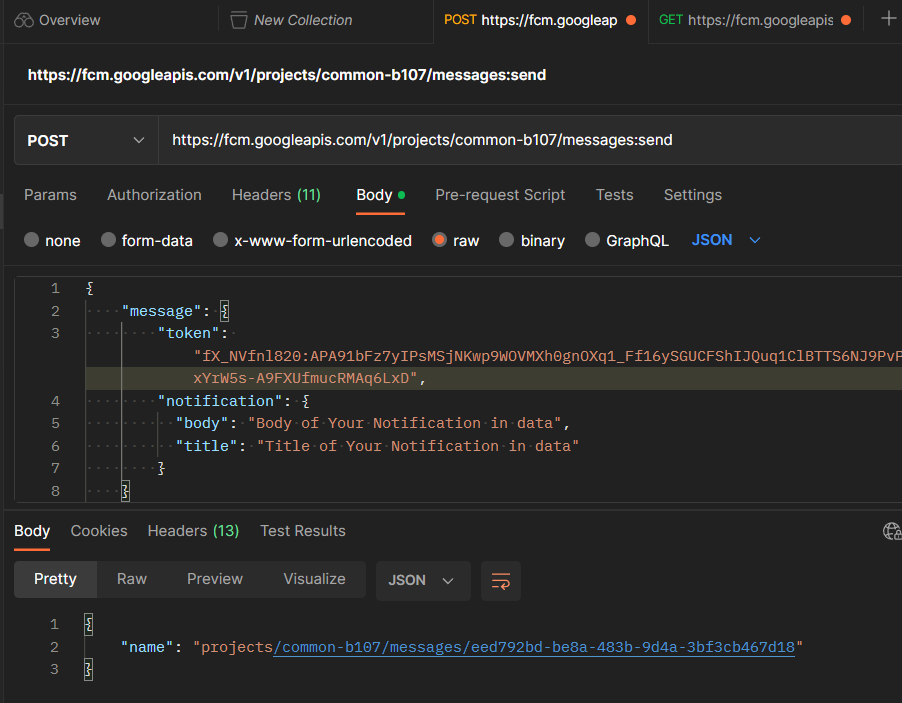 Overview New Collection POST https://fcm.googleap GET https://fcm.googleapis
https://fcm.googleapis.com/v1/projects/common-b107/messages:send
POST https://fcm.googleapis.com/v1/projects/common-b107/messages:send
Params Authorization Headers (11) Body Pre-request Script Tests Settings
none form-data x-www-form-urlencoded raw binary GraphQL JSON
1 {
2 "message": {
3 "token":
"fX_NVfnl820:APA91bFz7yIPsMSjNKwp9WOVMXh0gnOXq1_Ff16ySGUCFShIJQuq1ClBTTS6NJ9PvP
xYrW5s-A9FXUfmucRMAq6LxD",
4 "notification": {
5 "body": "Body of Your Notification in data",
6 "title": "Title of Your Notification in data"
7 }
8 }
Body Cookies Headers (13) Test Results
Pretty Raw Preview Visualize JSON
1 {
2 "name": "projects/common-b107/messages/eed792bd-be8a-483b-9d4a-3bf3cb467d18"
3 }